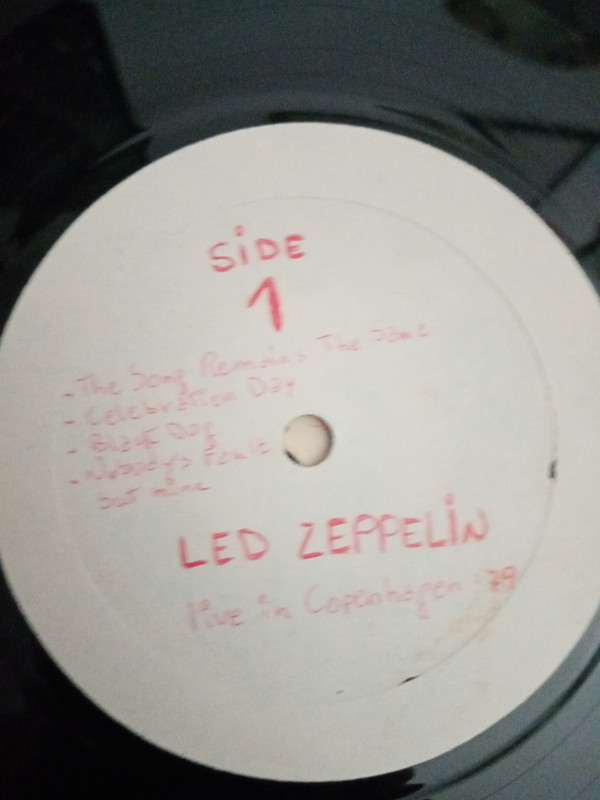 SiDE
1
- The Song Remains The Same
- Celebration Day
- Black Dog
- Nobody's Fault
but mine
LED ZEPPELiN
live in Copenhagen '79